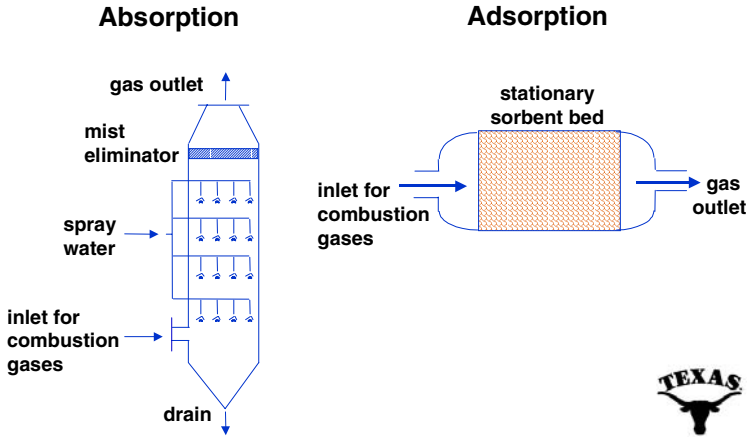 Absorption
gas outlet
mist
eliminator
spray
water
inlet for
combustion
gases
drain
Adsorption
stationary
sorbent bed
inlet for
combustion
gases
gas
outlet
TEXAS